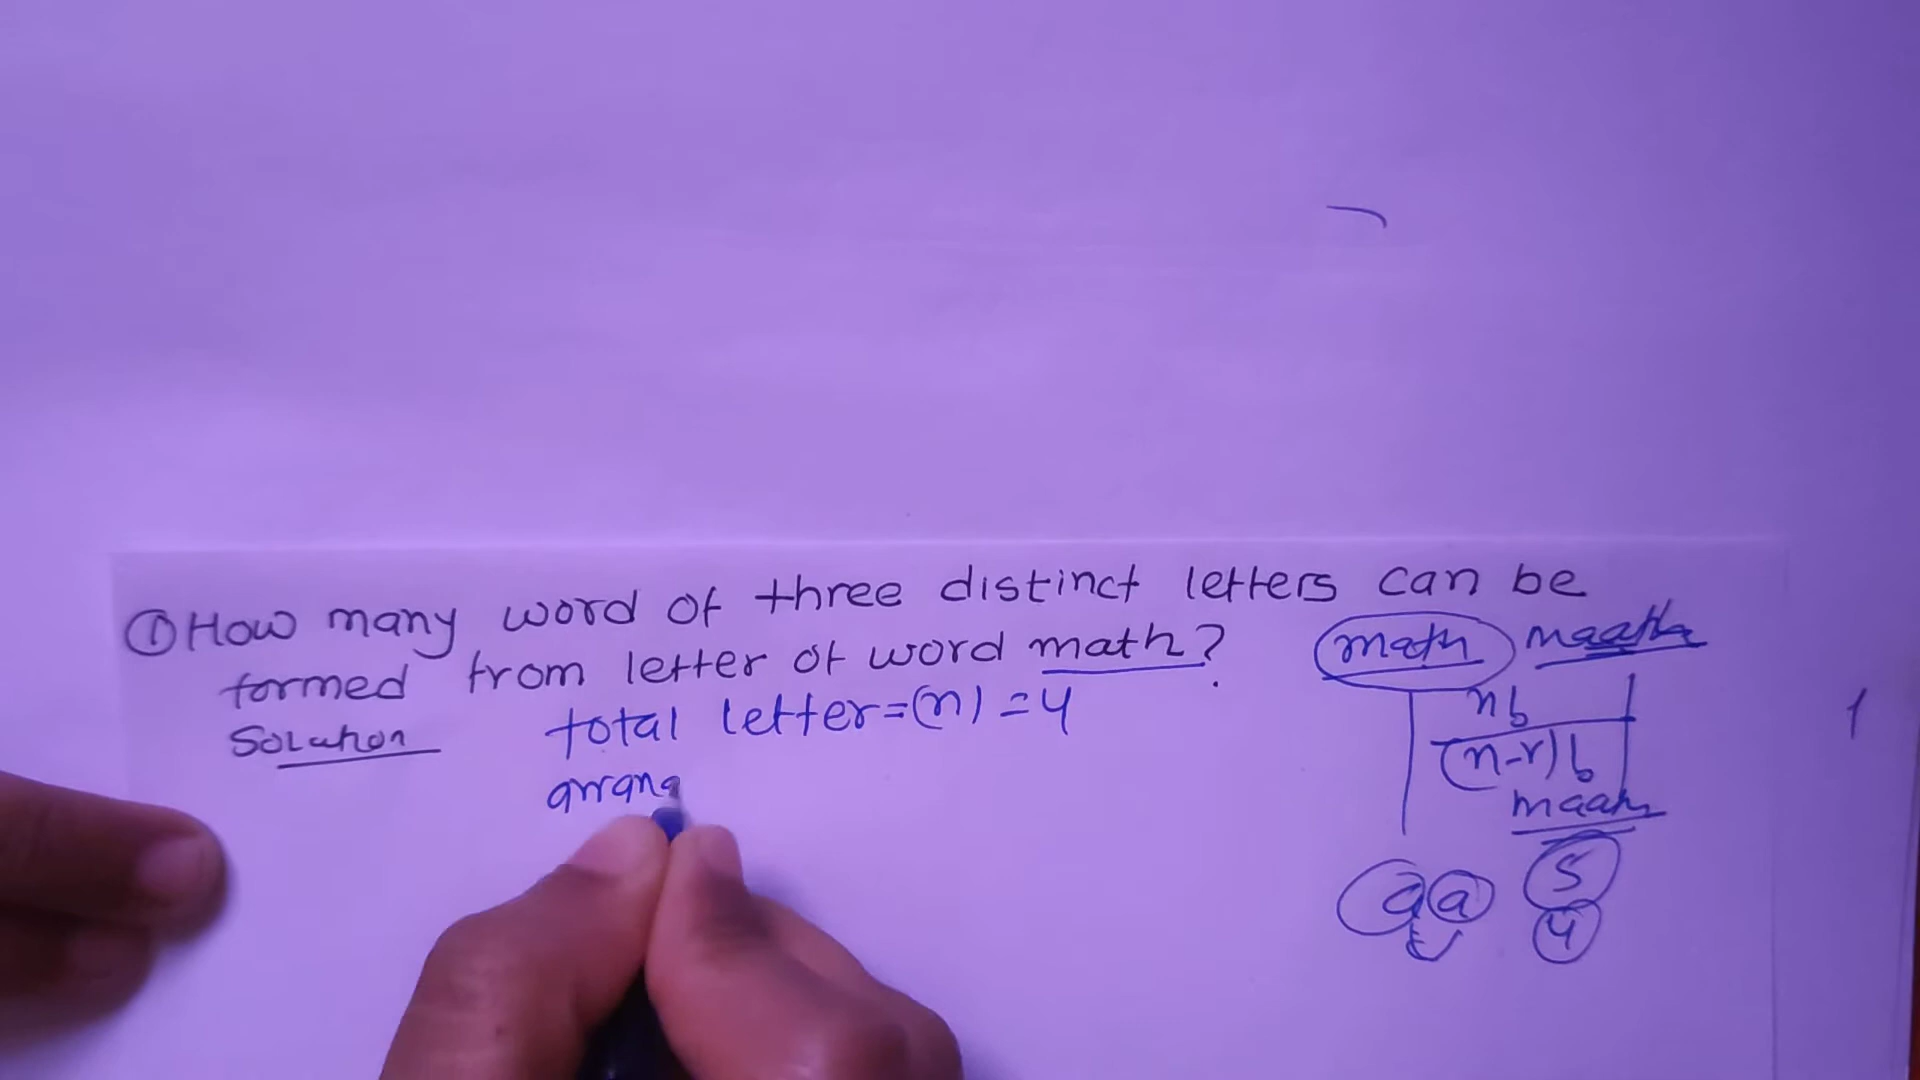 ① How many word of three distinct letters can be
formed from letter of word math?
Solution total letter=(n) = 4
arrang
math maath
n!
(n-r)!
maath
5
a a
4